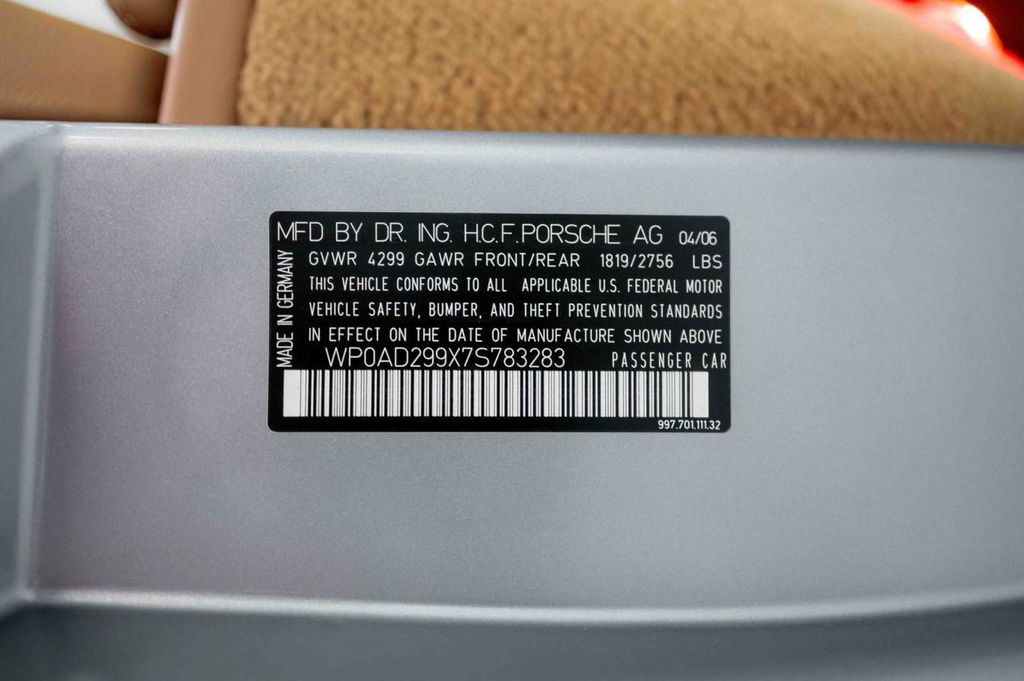 MFD BY DR. ING. H.C.F.PORSCHE AG 04/06
GVWR 4299 GAWR FRONT/REAR 1819/2756 LBS
THIS VEHICLE CONFORMS TO ALL APPLICABLE U.S. FEDERAL MOTOR
VEHICLE SAFETY, BUMPER, AND THEFT PREVENTION STANDARDS
IN EFFECT ON THE DATE OF MANUFACTURE SHOWN ABOVE
WP0AD299X7S783283 PASSENGER CAR
997.701.111.32
MADE IN GERMANY